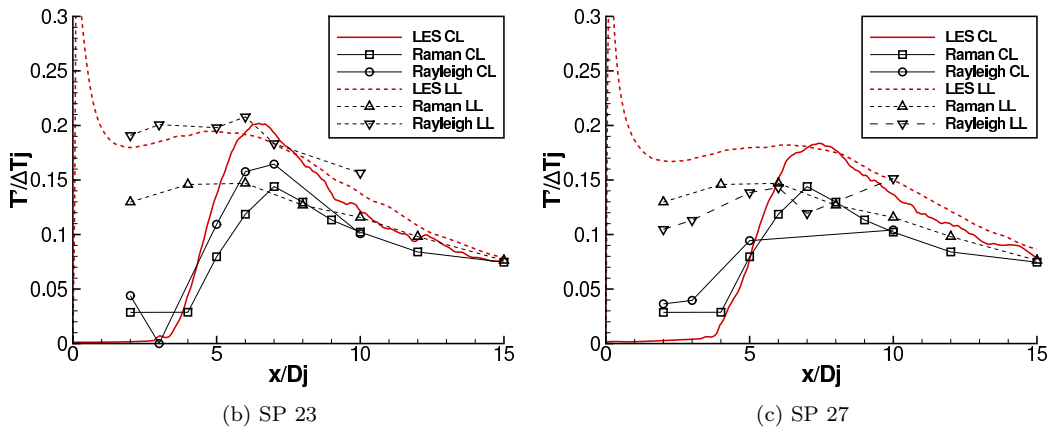 T'/ΔTj
0.3
0.25
0.2
0.15
0.1
0.05
0
0
5
10
15
x/Dj
LES CL
Raman CL
Rayleigh CL
LES LL
Raman LL
Rayleigh LL
(b) SP 23
T'/ΔTj
0.3
0.25
0.2
0.15
0.1
0.05
0
0
5
10
15
x/Dj
LES CL
Raman CL
Rayleigh CL
LES LL
Raman LL
Rayleigh LL
(c) SP 27